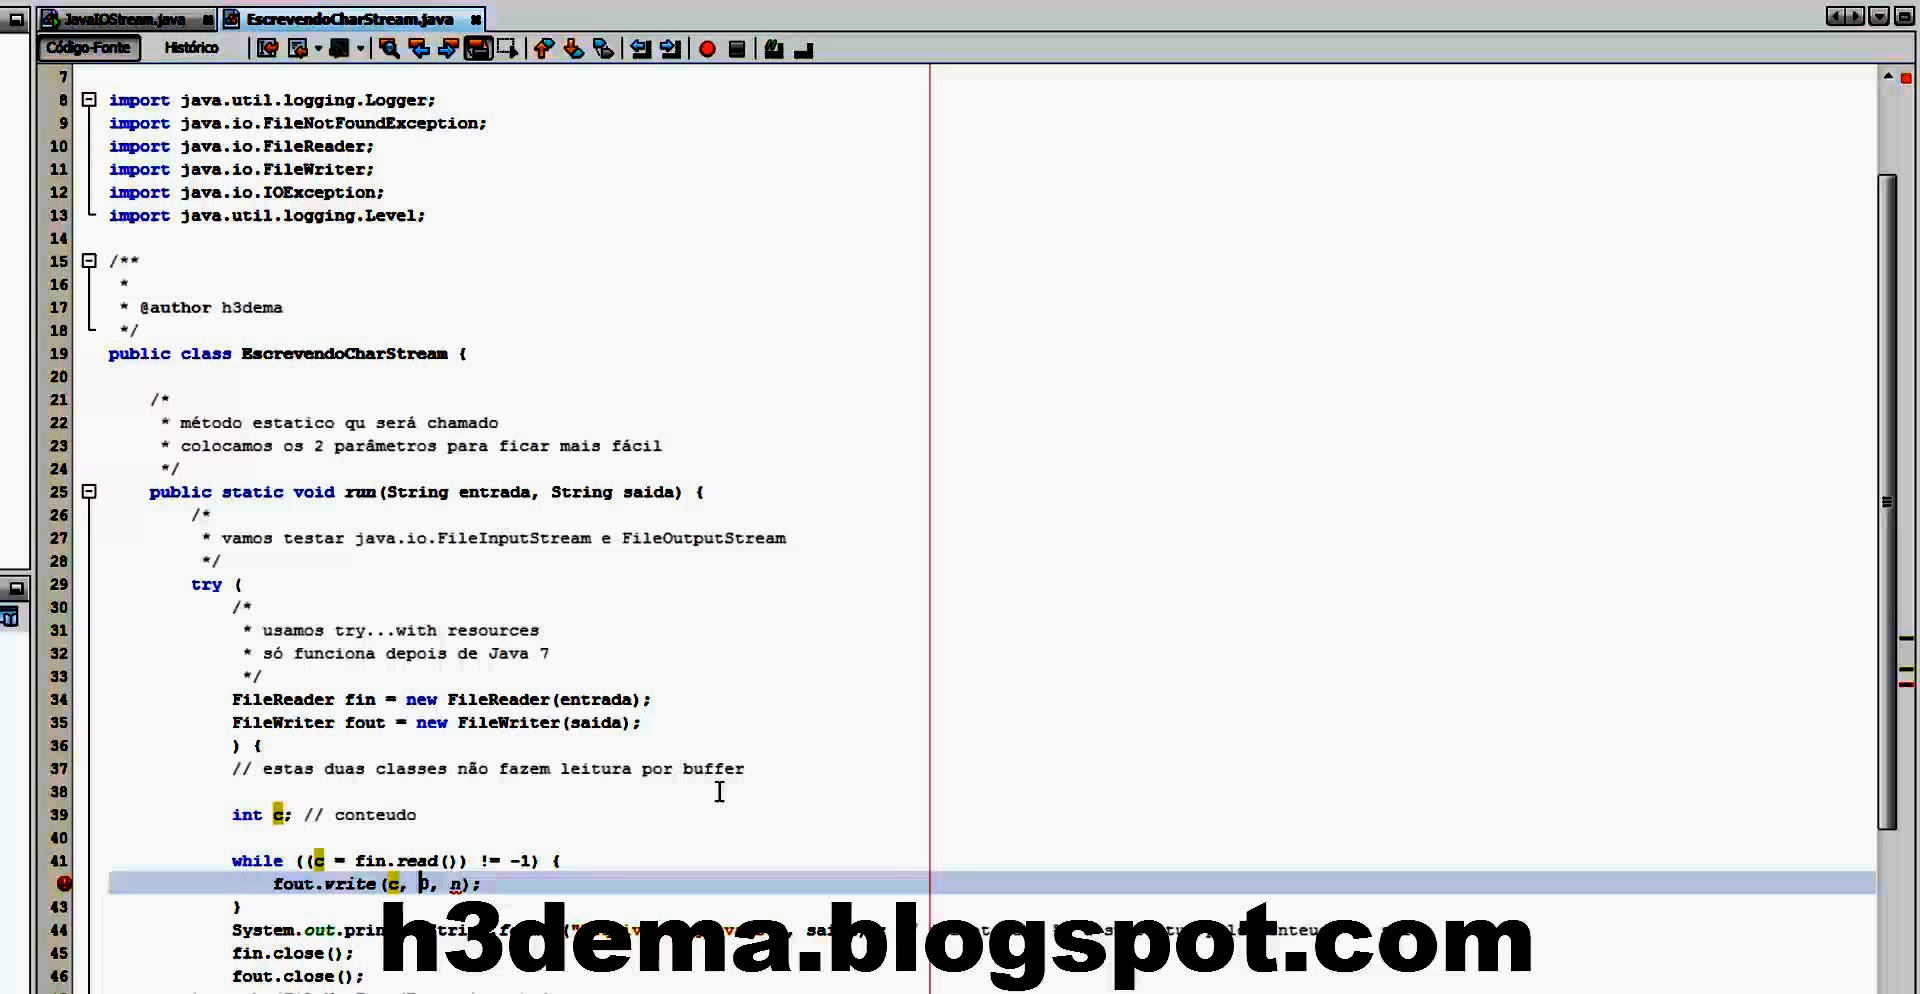 JavaIOStream.java EscrevendoCharStream.java
Código-Fonte Histórico
7
8 import java.util.logging.Logger;
9 import java.io.FileNotFoundException;
10 import java.io.FileReader;
11 import java.io.FileWriter;
12 import java.io.IOException;
13 import java.util.logging.Level;
14
15 /**
16 *
17 * @author h3dema
18 */
19 public class EscrevendoCharStream {
20
21 /*
22 * método estatico qu será chamado
23 * colocamos os 2 parâmetros para ficar mais fácil
24 */
25 public static void run(String entrada, String saida) {
26 /*
27 * vamos testar java.io.FileInputStream e FileOutputStream
28 */
29 try (
30 /*
31 * usamos try...with resources
32 * só funciona depois de Java 7
33 */
34 FileReader fin = new FileReader(entrada);
35 FileWriter fout = new FileWriter(saida);
36 ) {
37 // estas duas classes não fazem leitura por buffer
38
39 int c; // conteudo
40
41 while ((c = fin.read()) != -1) {
fout.write(c, 0, n);
43 }
44 System.out.
45 fin.close();
46 fout.close();
h3dema.blogspot.com